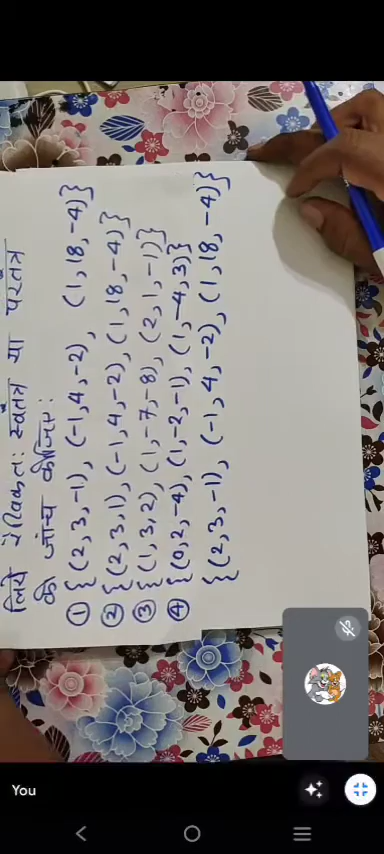 लिये रैखिकतः स्वतंत्र या परतंत्र
की जांच कीजिए:
① {(2, 3, -1), (-1, 4, -2), (1, 18, -4)}
② {(2, 3, 1), (-1, 4, -2), (1, 18, -4)}
③ {(1, 3, 2), (1, -7, -8), (2, 1, -1)}
④ {(0, 2, -4), (1, -2, -1), (1, -4, 3)}
{(2, 3, -1), (-1, 4, -2), (1, 18, -4)}
You